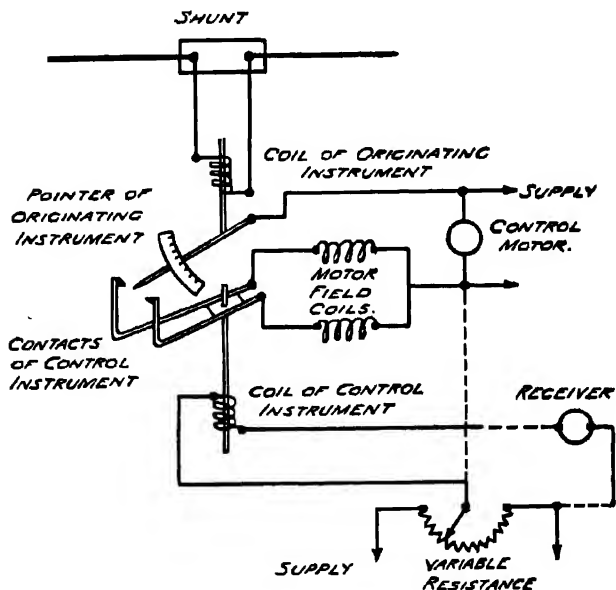 SHUNT
COIL OF ORIGINATING
INSTRUMENT
POINTER OF
ORIGINATING
INSTRUMENT
SUPPLY
CONTROL
MOTOR.
MOTOR
FIELD
COILS.
CONTACTS
OF CONTROL
INSTRUMENT
COIL OF CONTROL
INSTRUMENT
RECEIVER
SUPPLY
VARIABLE
RESISTANCE